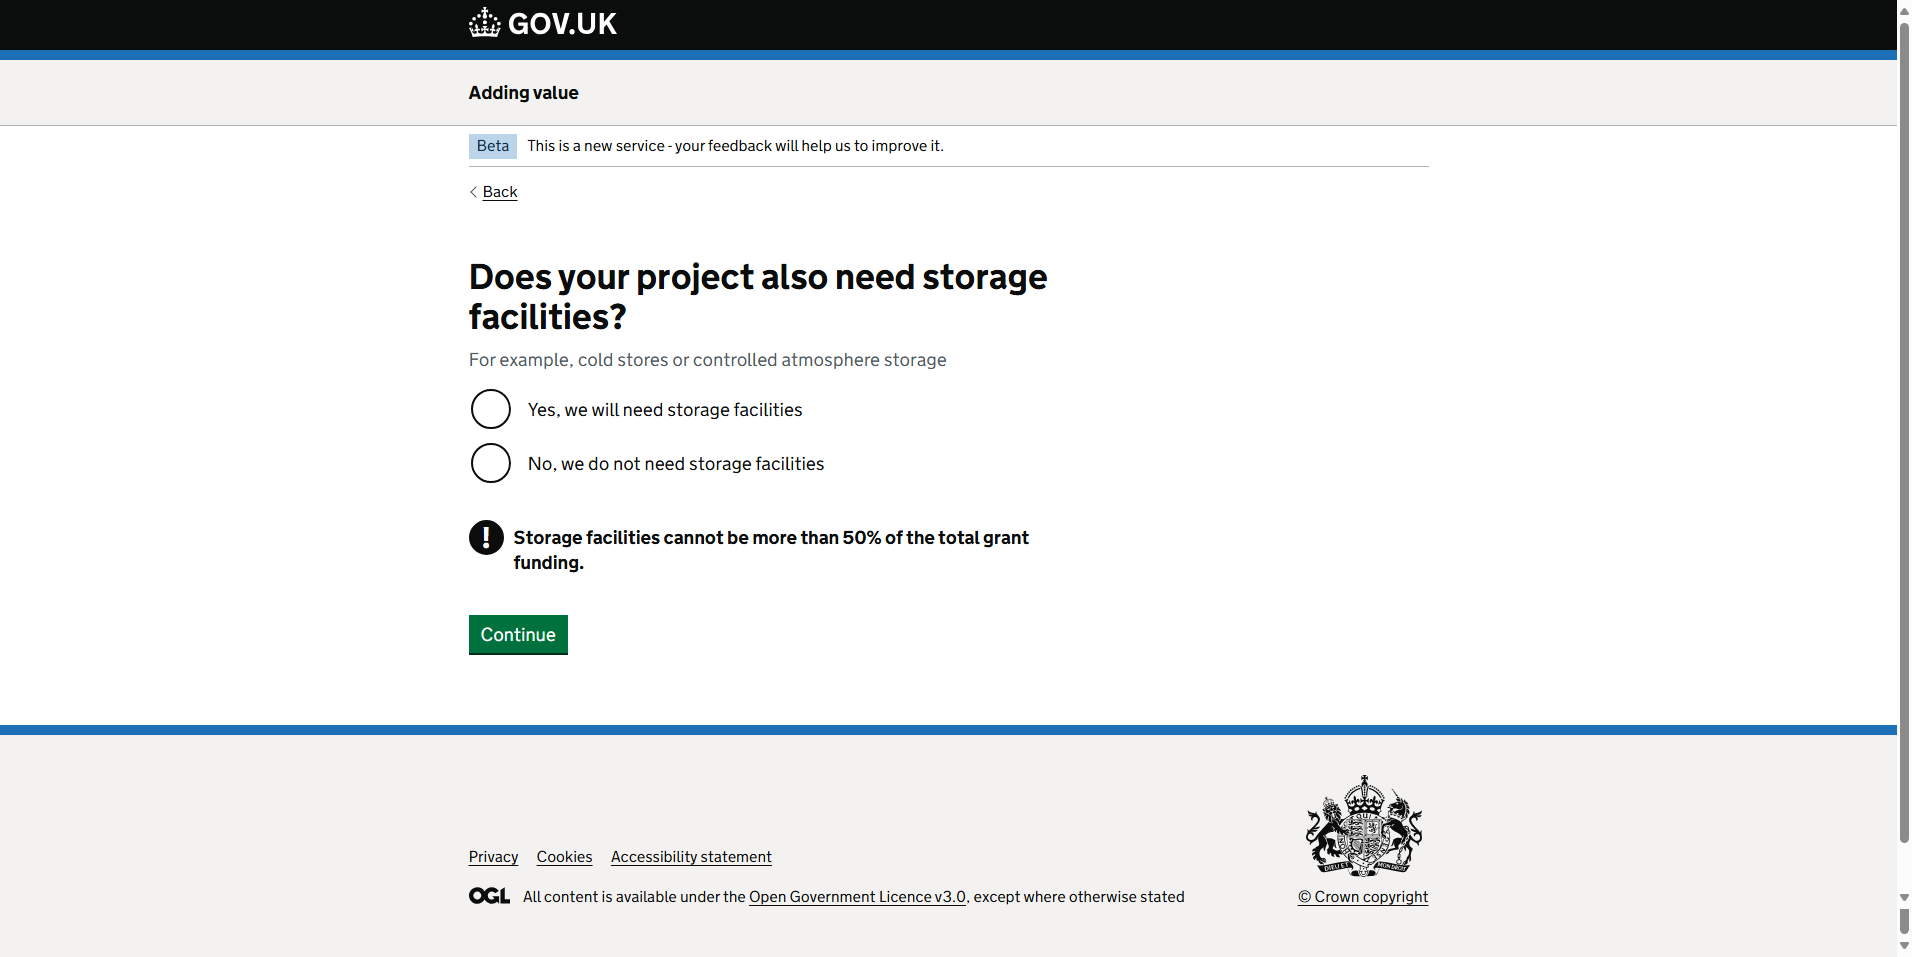 GOV.UK
Adding value
Beta This is a new service - your feedback will help us to improve it.
Back
Does your project also need storage
facilities?
For example, cold stores or controlled atmosphere storage
Yes, we will need storage facilities
No, we do not need storage facilities
! Storage facilities cannot be more than 50% of the total grant
funding.
Continue
Privacy Cookies Accessibility statement
OGL All content is available under the Open Government Licence v3.0, except where otherwise stated
© Crown copyright